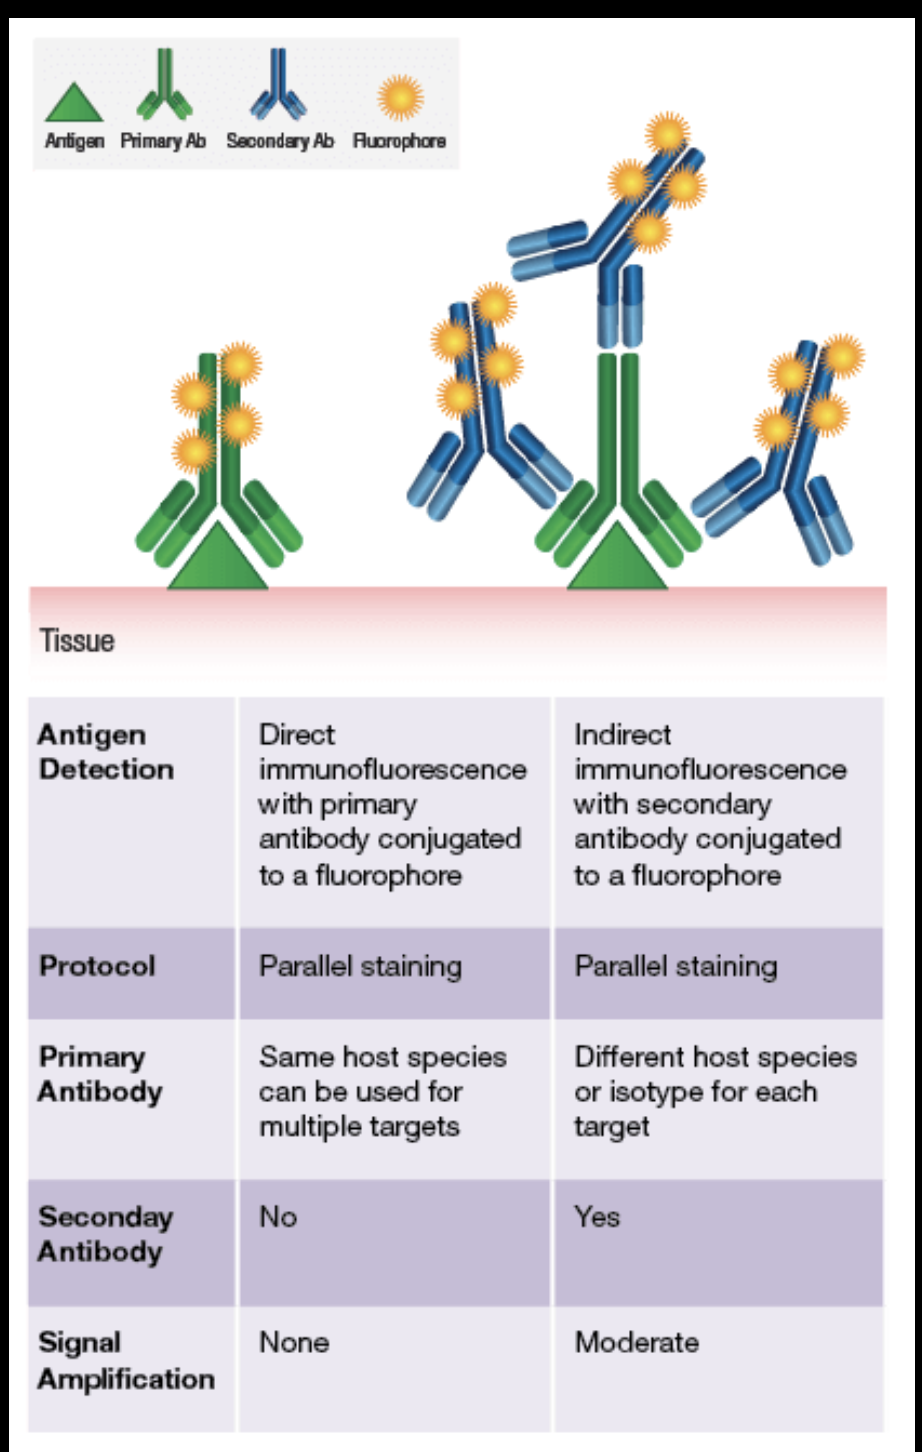 Antigen Primary Ab Secondary Ab Fluorophore
Tissue
Antigen
Detection
Direct
immunofluorescence
with primary
antibody conjugated
to a fluorophore
Indirect
immunofluorescence
with secondary
antibody conjugated
to a fluorophore
Protocol
Parallel staining
Parallel staining
Primary
Antibody
Same host species
can be used for
multiple targets
Different host species
or isotype for each
target
Seconday
Antibody
No
Yes
Signal
Amplification
None
Moderate